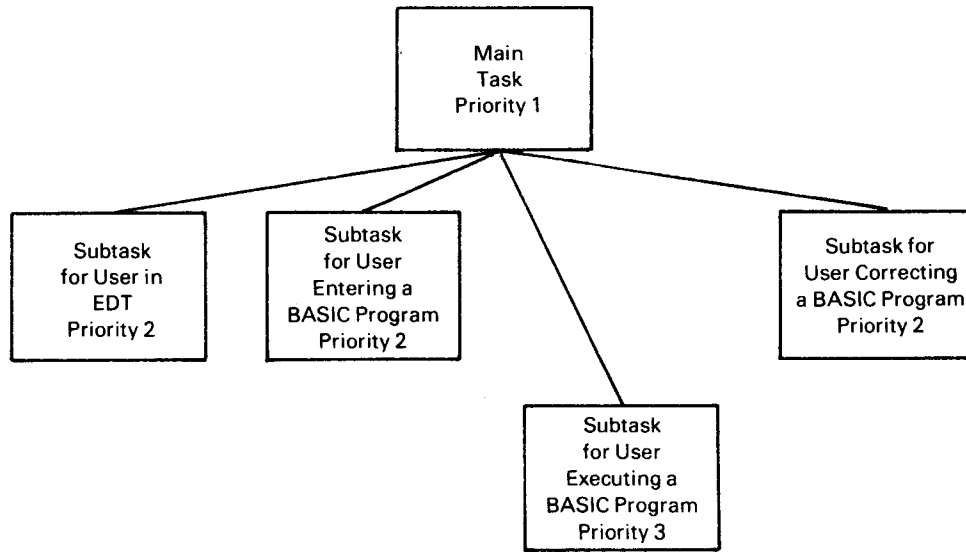 Main
Task
Priority 1
Subtask
for User in
EDT
Priority 2
Subtask
for User
Entering a
BASIC Program
Priority 2
Subtask for
User Correcting
a BASIC Program
Priority 2
Subtask
for User
Executing a
BASIC Program
Priority 3